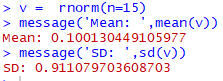 > v =  rnorm(n=15)
> message('Mean: ',mean(v))
Mean: 0.100130449105977
> message('SD: ',sd(v))
SD: 0.911079703608703